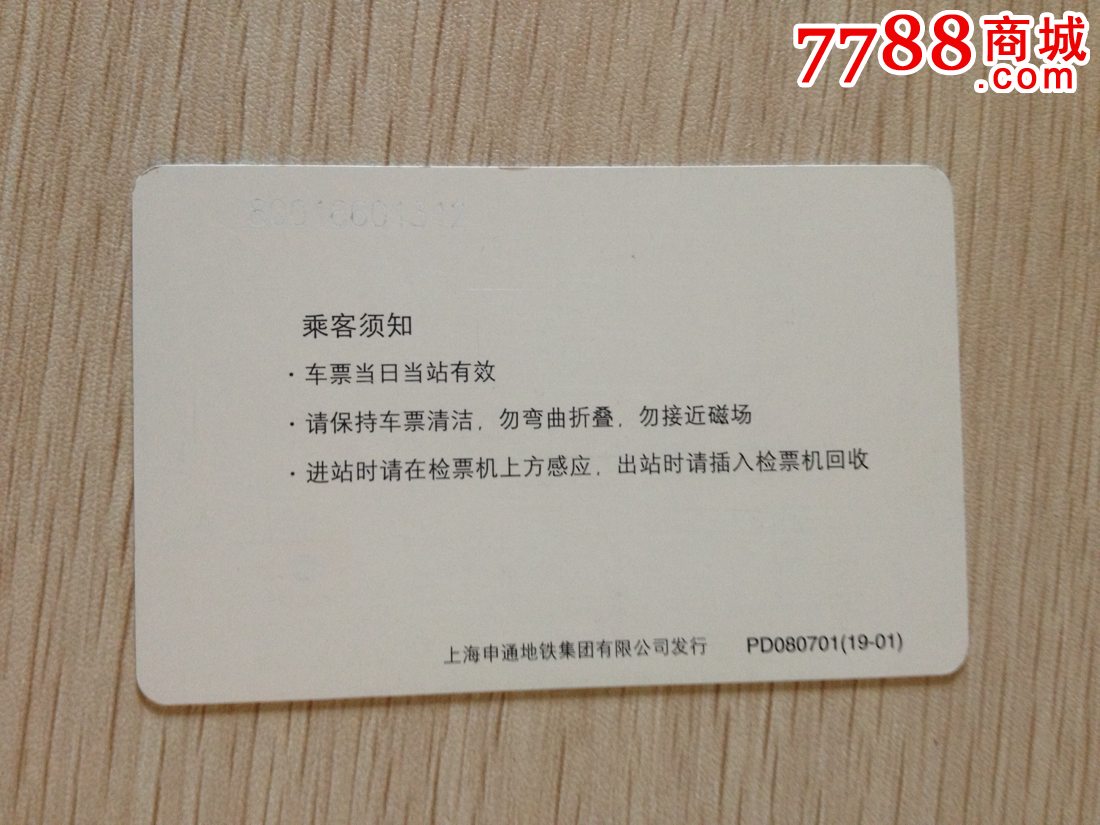 7788商城
.com
乘客须知
·车票当日当站有效
·请保持车票清洁，勿弯曲折叠，勿接近磁场
·进站时请在检票机上方感应，出站时请插入检票机回收
上海申通地铁集团有限公司发行 PD080701(19-01)